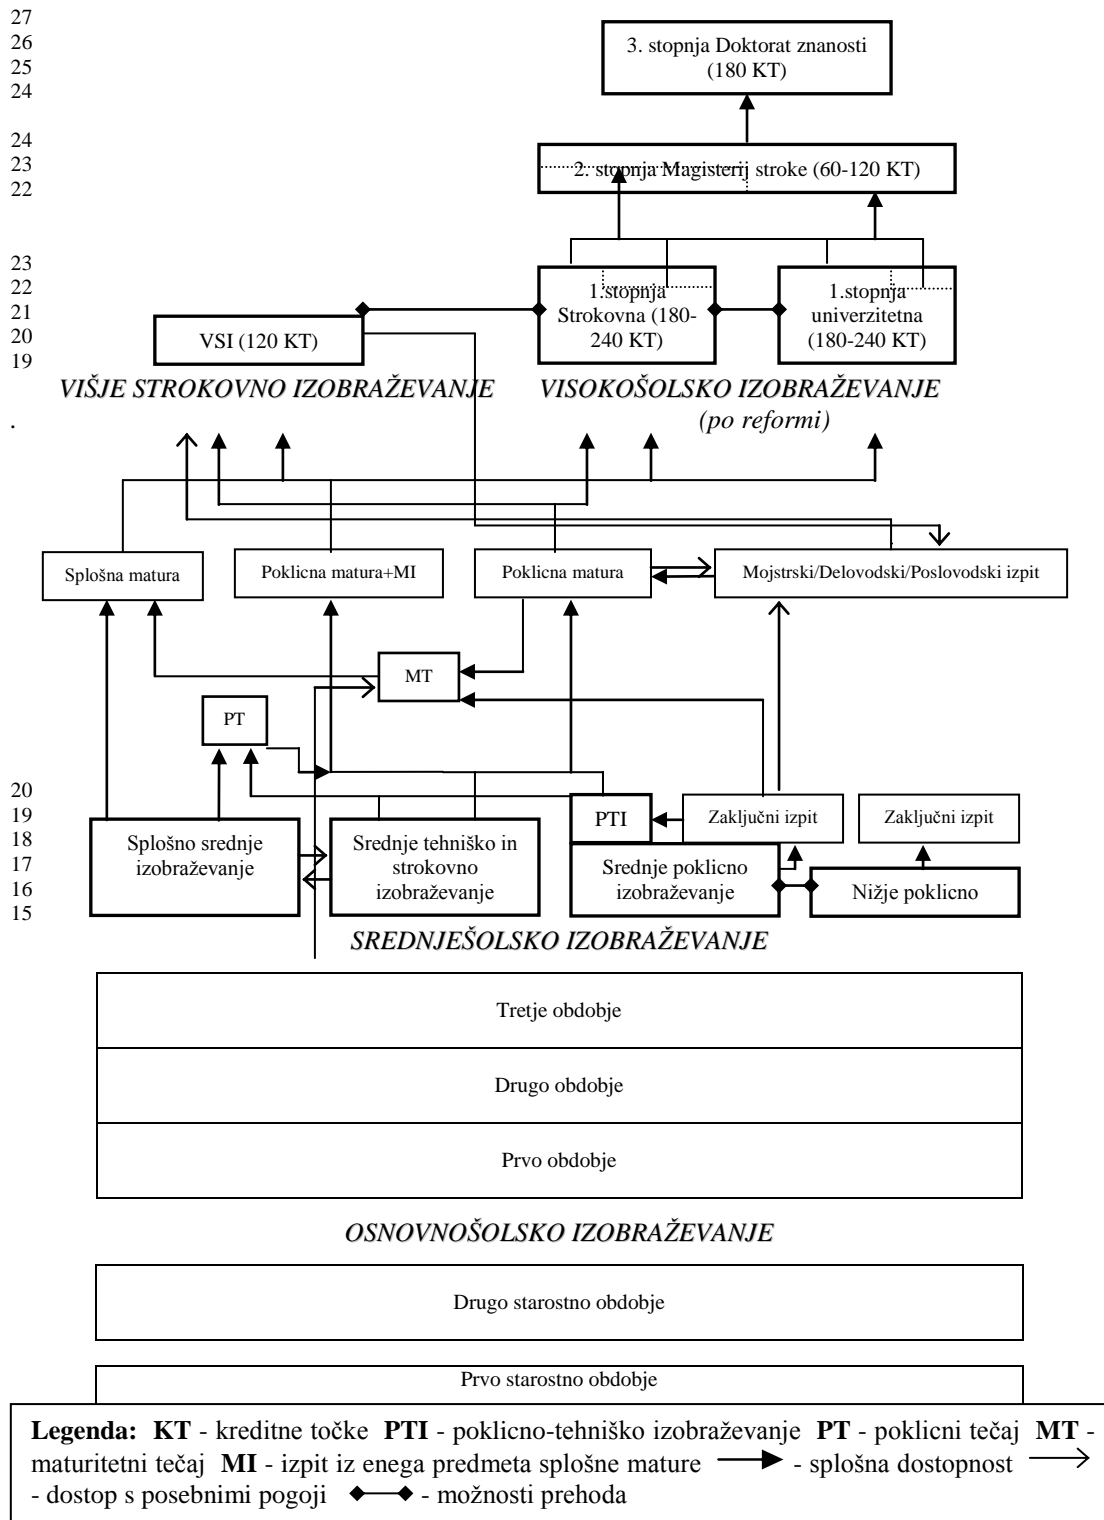 27
26
25
24
3. stopnja Doktorat znanosti
(180 KT)
24
23
22
2. stopnja Magisterij stroke (60-120 KT)
23
22
21
20
19
VSI (120 KT)
1.stopnja
Strokovna (180-
240 KT)
1.stopnja
univerzitetna
(180-240 KT)
VIŠJE STROKOVNO IZOBRAŽEVANJE
VISOKOŠOLSKO IZOBRAŽEVANJE
(po reformi)
.
Splošna matura
Poklicna matura+MI
Poklicna matura
Mojstrski/Delovodski/Poslovodski izpit
MT
PT
20
19
18
17
16
15
PTI
Zaključni izpit
Zaključni izpit
Splošno srednje
izobraževanje
Srednje tehniško in
strokovno
izobraževanje
Srednje poklicno
izobraževanje
Nižje poklicno
SREDNJEŠOLSKO IZOBRAŽEVANJE
Tretje obdobje
Drugo obdobje
Prvo obdobje
OSNOVNOŠOLSKO IZOBRAŽEVANJE
Drugo starostno obdobje
Prvo starostno obdobje
Legenda: KT - kreditne točke PTI - poklicno-tehniško izobraževanje PT - poklicni tečaj MT -
maturitetni tečaj MI - izpit iz enega predmeta splošne mature - splošna dostopnost
- dostop s posebnimi pogoji - možnosti prehoda